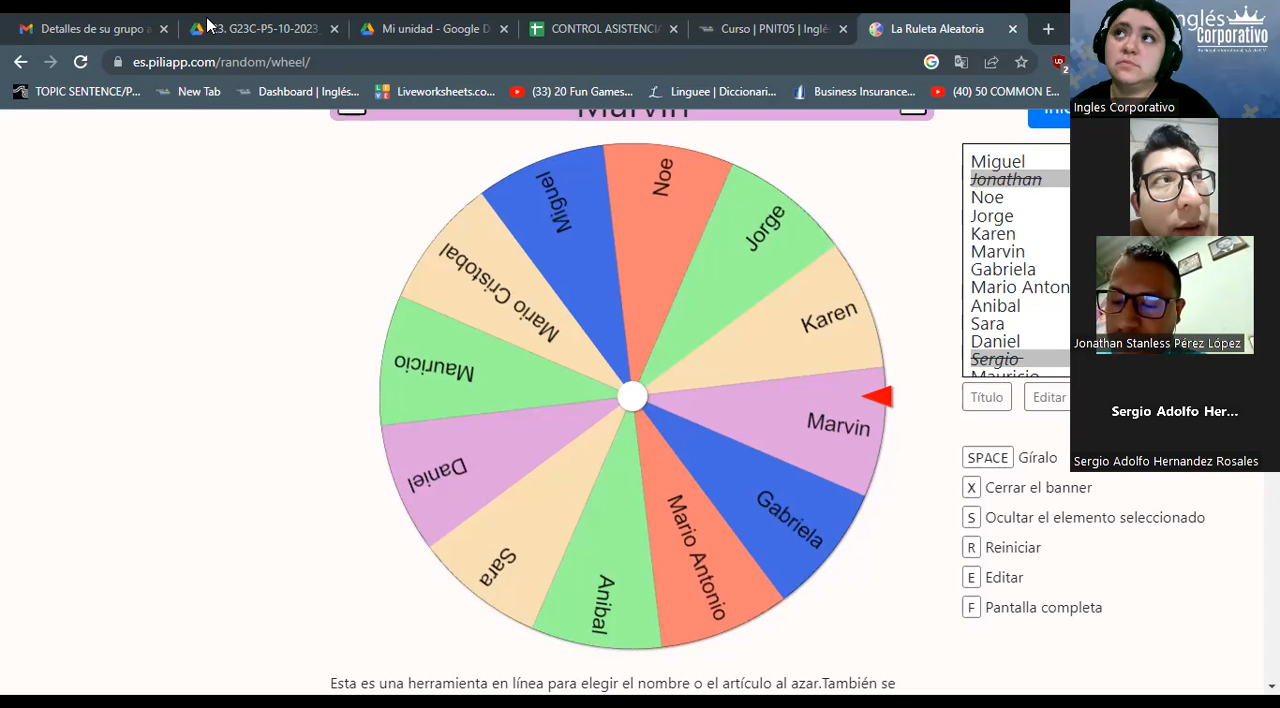 Detalles de su grupo a
3. G23C-P5-10-2023_
Mi unidad - Google D
CONTROL ASISTENCIA
Curso | PNIT05 | Inglé
La Ruleta Aleatoria
es.piliapp.com/random/wheel/
2
TOPIC SENTENCE/P...
New Tab
Dashboard | Inglés...
Liveworksheets.co...
(33) 20 Fun Games...
Linguee | Diccionari...
Business Insurance...
(40) 50 COMMON E...
Inglés
Corporativo
Ingles Corporativo
Marvin
Noe
Miguel
Jorge
Mario Cristobal
Karen
Mauricio
Marvin
Daniel
Gabriela
Sara
Mario Antonio
Anibal
Miguel
Jonathan
Noe
Jorge
Karen
Marvin
Gabriela
Mario Anton
Anibal
Sara
Daniel
Sergio
Mauricio
Título
Editar
Jonathan Stanless Pérez López
Sergio Adolfo Her...
Sergio Adolfo Hernandez Rosales
SPACE Gíralo
X Cerrar el banner
S Ocultar el elemento seleccionado
R Reiniciar
E Editar
F Pantalla completa
Esta es una herramienta en línea para elegir el nombre o el artículo al azar.También se